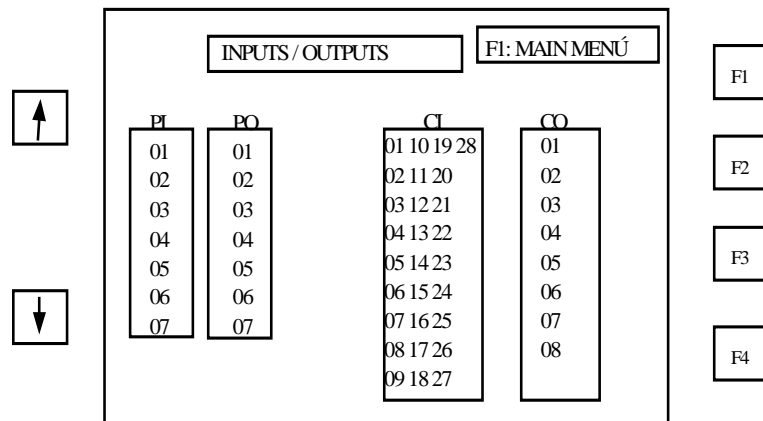 INPUTS / OUTPUTS
F1: MAIN MENÚ
F1
F2
F3
F4
PI
01
02
03
04
05
06
07
PO
01
02
03
04
05
06
07
CI
01 10 19 28
02 11 20
03 12 21
04 13 22
05 14 23
06 15 24
07 16 25
08 17 26
09 18 27
CO
01
02
03
04
05
06
07
08